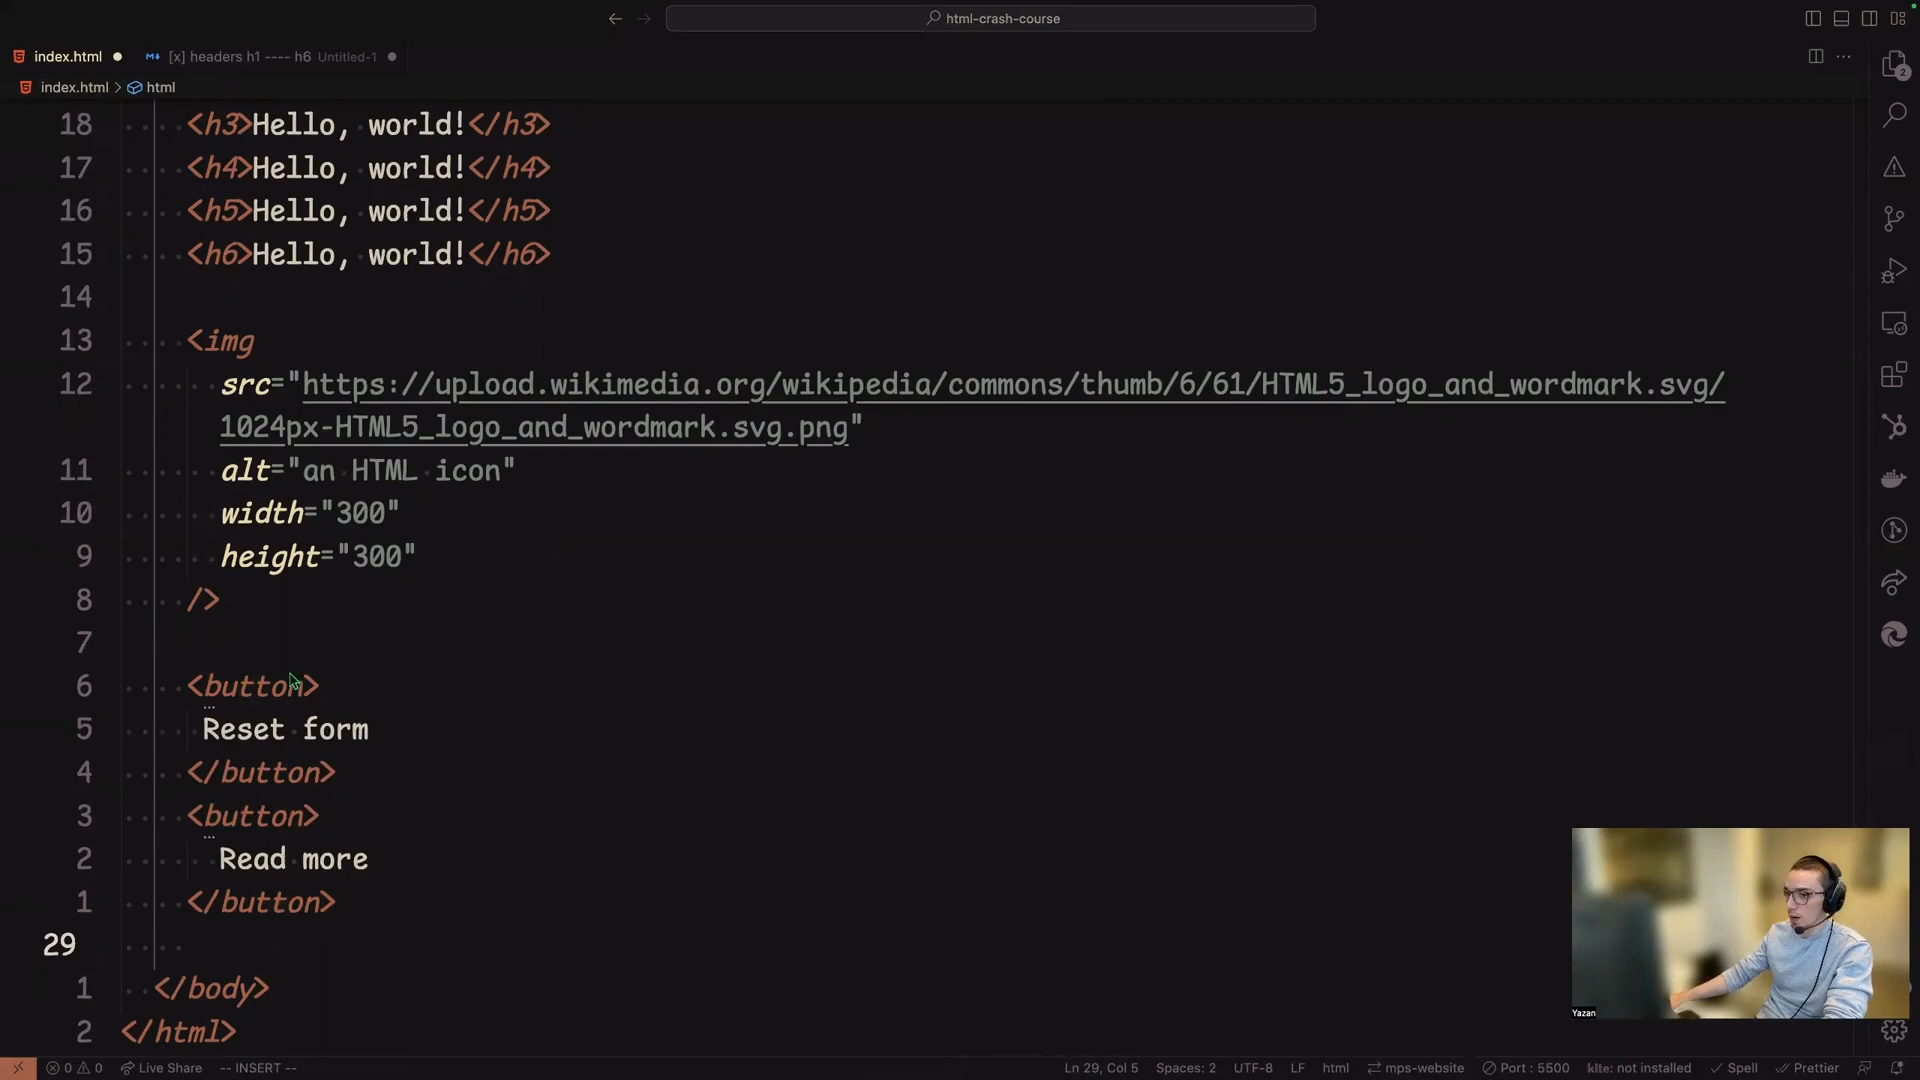 html-crash-course
index.html
[x] headers h1 ---- h6 Untitled-1
index.html > html
2
18 <h3>Hello, world!</h3>
17 <h4>Hello, world!</h4>
16 <h5>Hello, world!</h5>
15 <h6>Hello, world!</h6>
14
13 <img
12 src="https://upload.wikimedia.org/wikipedia/commons/thumb/6/61/HTML5_logo_and_wordmark.svg/
1024px-HTML5_logo_and_wordmark.svg.png"
11 alt="an HTML icon"
10 width="300"
9 height="300"
8 />
7
6 <button>
5 Reset form
4 </button>
3 <button>
2 Read more
1 </button>
29
1 </body>
2 </html>
Yazan
0 0 Live Share -- INSERT -- Ln 29, Col 5 Spaces: 2 UTF-8 LF html mps-website Port : 5500 kite: not installed Spell Prettier